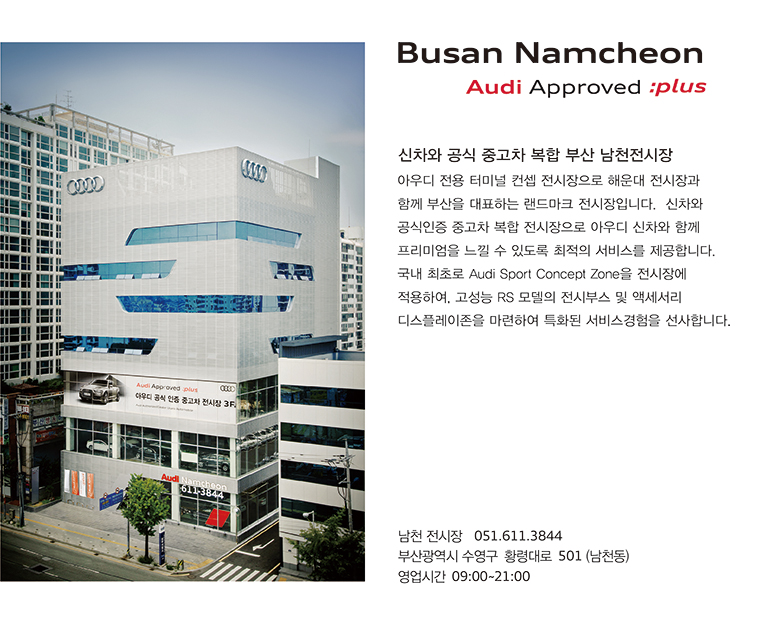 Busan Namcheon
Audi Approved :plus
신차와 공식 중고차 복합 부산 남천전시장
아우디 전용 터미널 컨셉 전시장으로 해운대 전시장과
함께 부산을 대표하는 랜드마크 전시장입니다. 신차와
공식인증 중고차 복합 전시장으로 아우디 신차와 함께
프리미엄을 느낄 수 있도록 최적의 서비스를 제공합니다.
국내 최초로 Audi Sport Concept Zone을 전시장에
적용하여, 고성능 RS 모델의 전시부스 및 액세서리
디스플레이존을 마련하여 특화된 서비스경험을 선사합니다.
Audi Approved :plus
아우디 공식 인증 중고차 전시장 3F
Audi Namcheon
611-3844
남천 전시장 051.611.3844
부산광역시 수영구 황령대로 501 (남천동)
영업시간 09:00~21:00